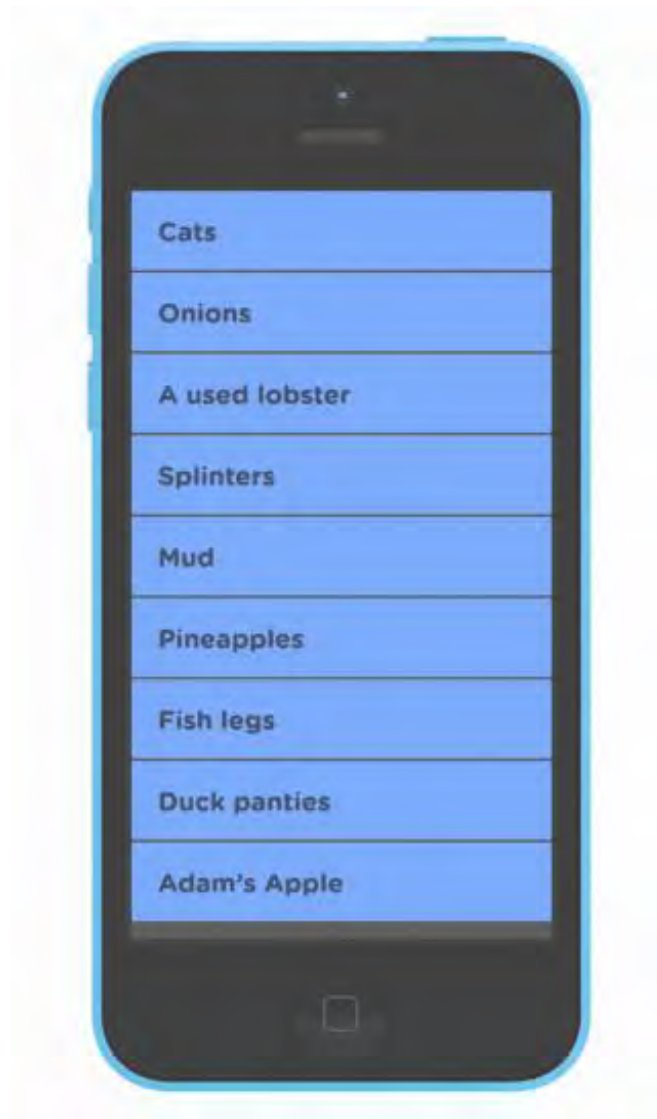 Cats
Onions
A used lobster
Splinters
Mud
Pineapples
Fish legs
Duck panties
Adam’s Apple